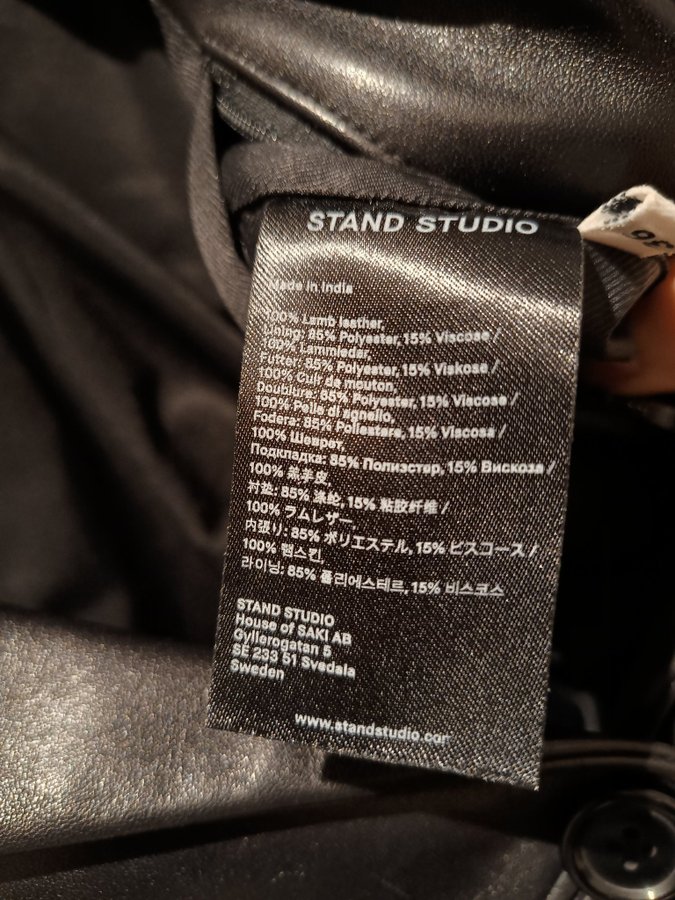 STAND STUDIO
Made in India
100% Lamb leather,
Lining: 85% Polyester, 15% Viscose /
100% Lammleder,
Futter: 85% Polyester, 15% Viskose /
100% Cuir de mouton,
Doublure: 85% Polyester, 15% Viscose /
100% Pelle di agnello,
Fodera: 85% Poliestere, 15% Viscosa /
100% Шеврет,
Подкладка: 85% Полиэстер, 15% Вискоза /
100% 羔羊皮,
衬垫: 85% 涤纶, 15% 粘胶纤维 /
100% ラムレザー,
内張り: 85% ポリエステル, 15% ビスコース /
100% 램스킨,
라이닝: 85% 폴리에스테르, 15% 비스코스
STAND STUDIO
House of SAKI AB
Gyllerogatan 5
SE 233 51 Svedala
Sweden
www.standstudio.com